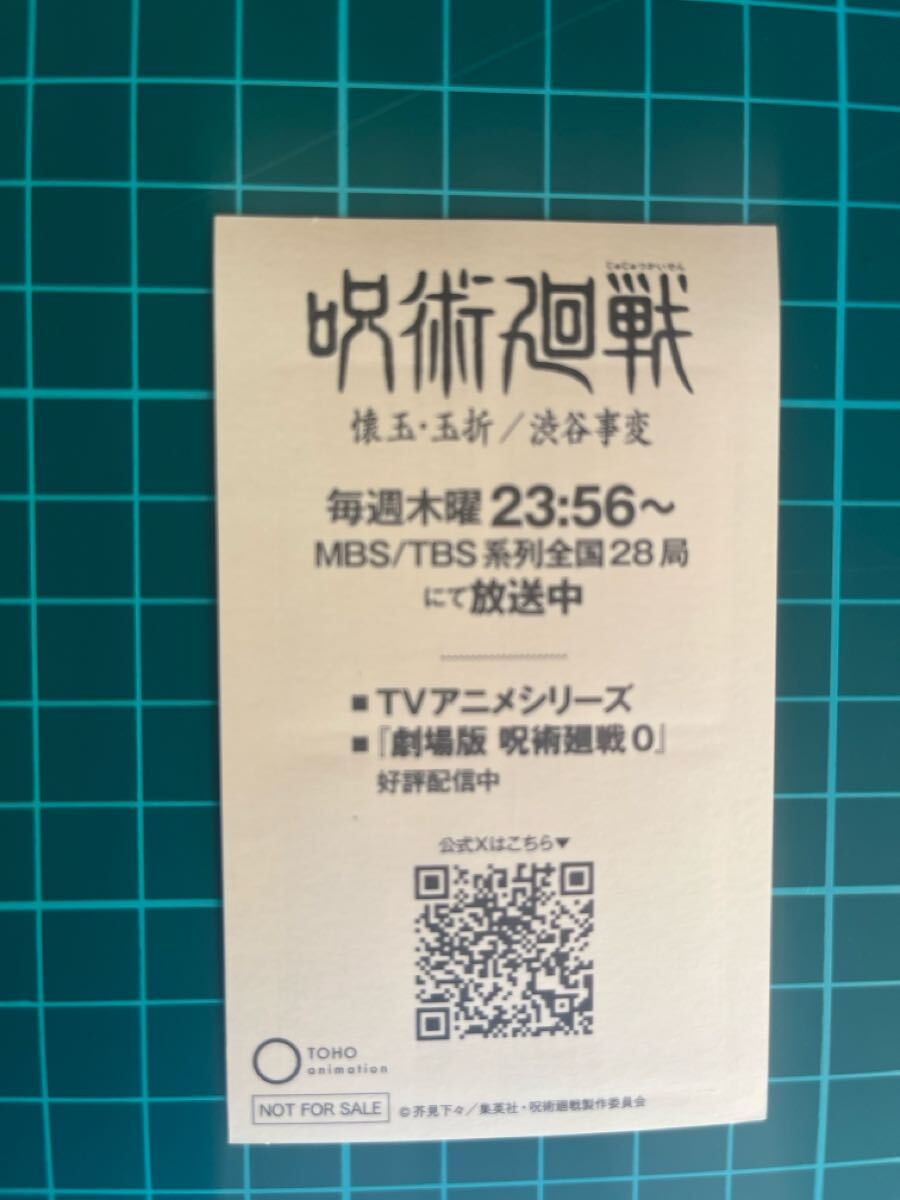 じゅじゅつかいせん
呪術廻戦
懐玉・玉折／渋谷事変
毎週木曜 23:56〜
MBS/TBS 系列全国28局
にて放送中
■ TVアニメシリーズ
■『劇場版 呪術廻戦0』
好評配信中
公式Xはこちら▼
TOHO
animation
NOT FOR SALE
©芥見下々／集英社・呪術廻戦製作委員会